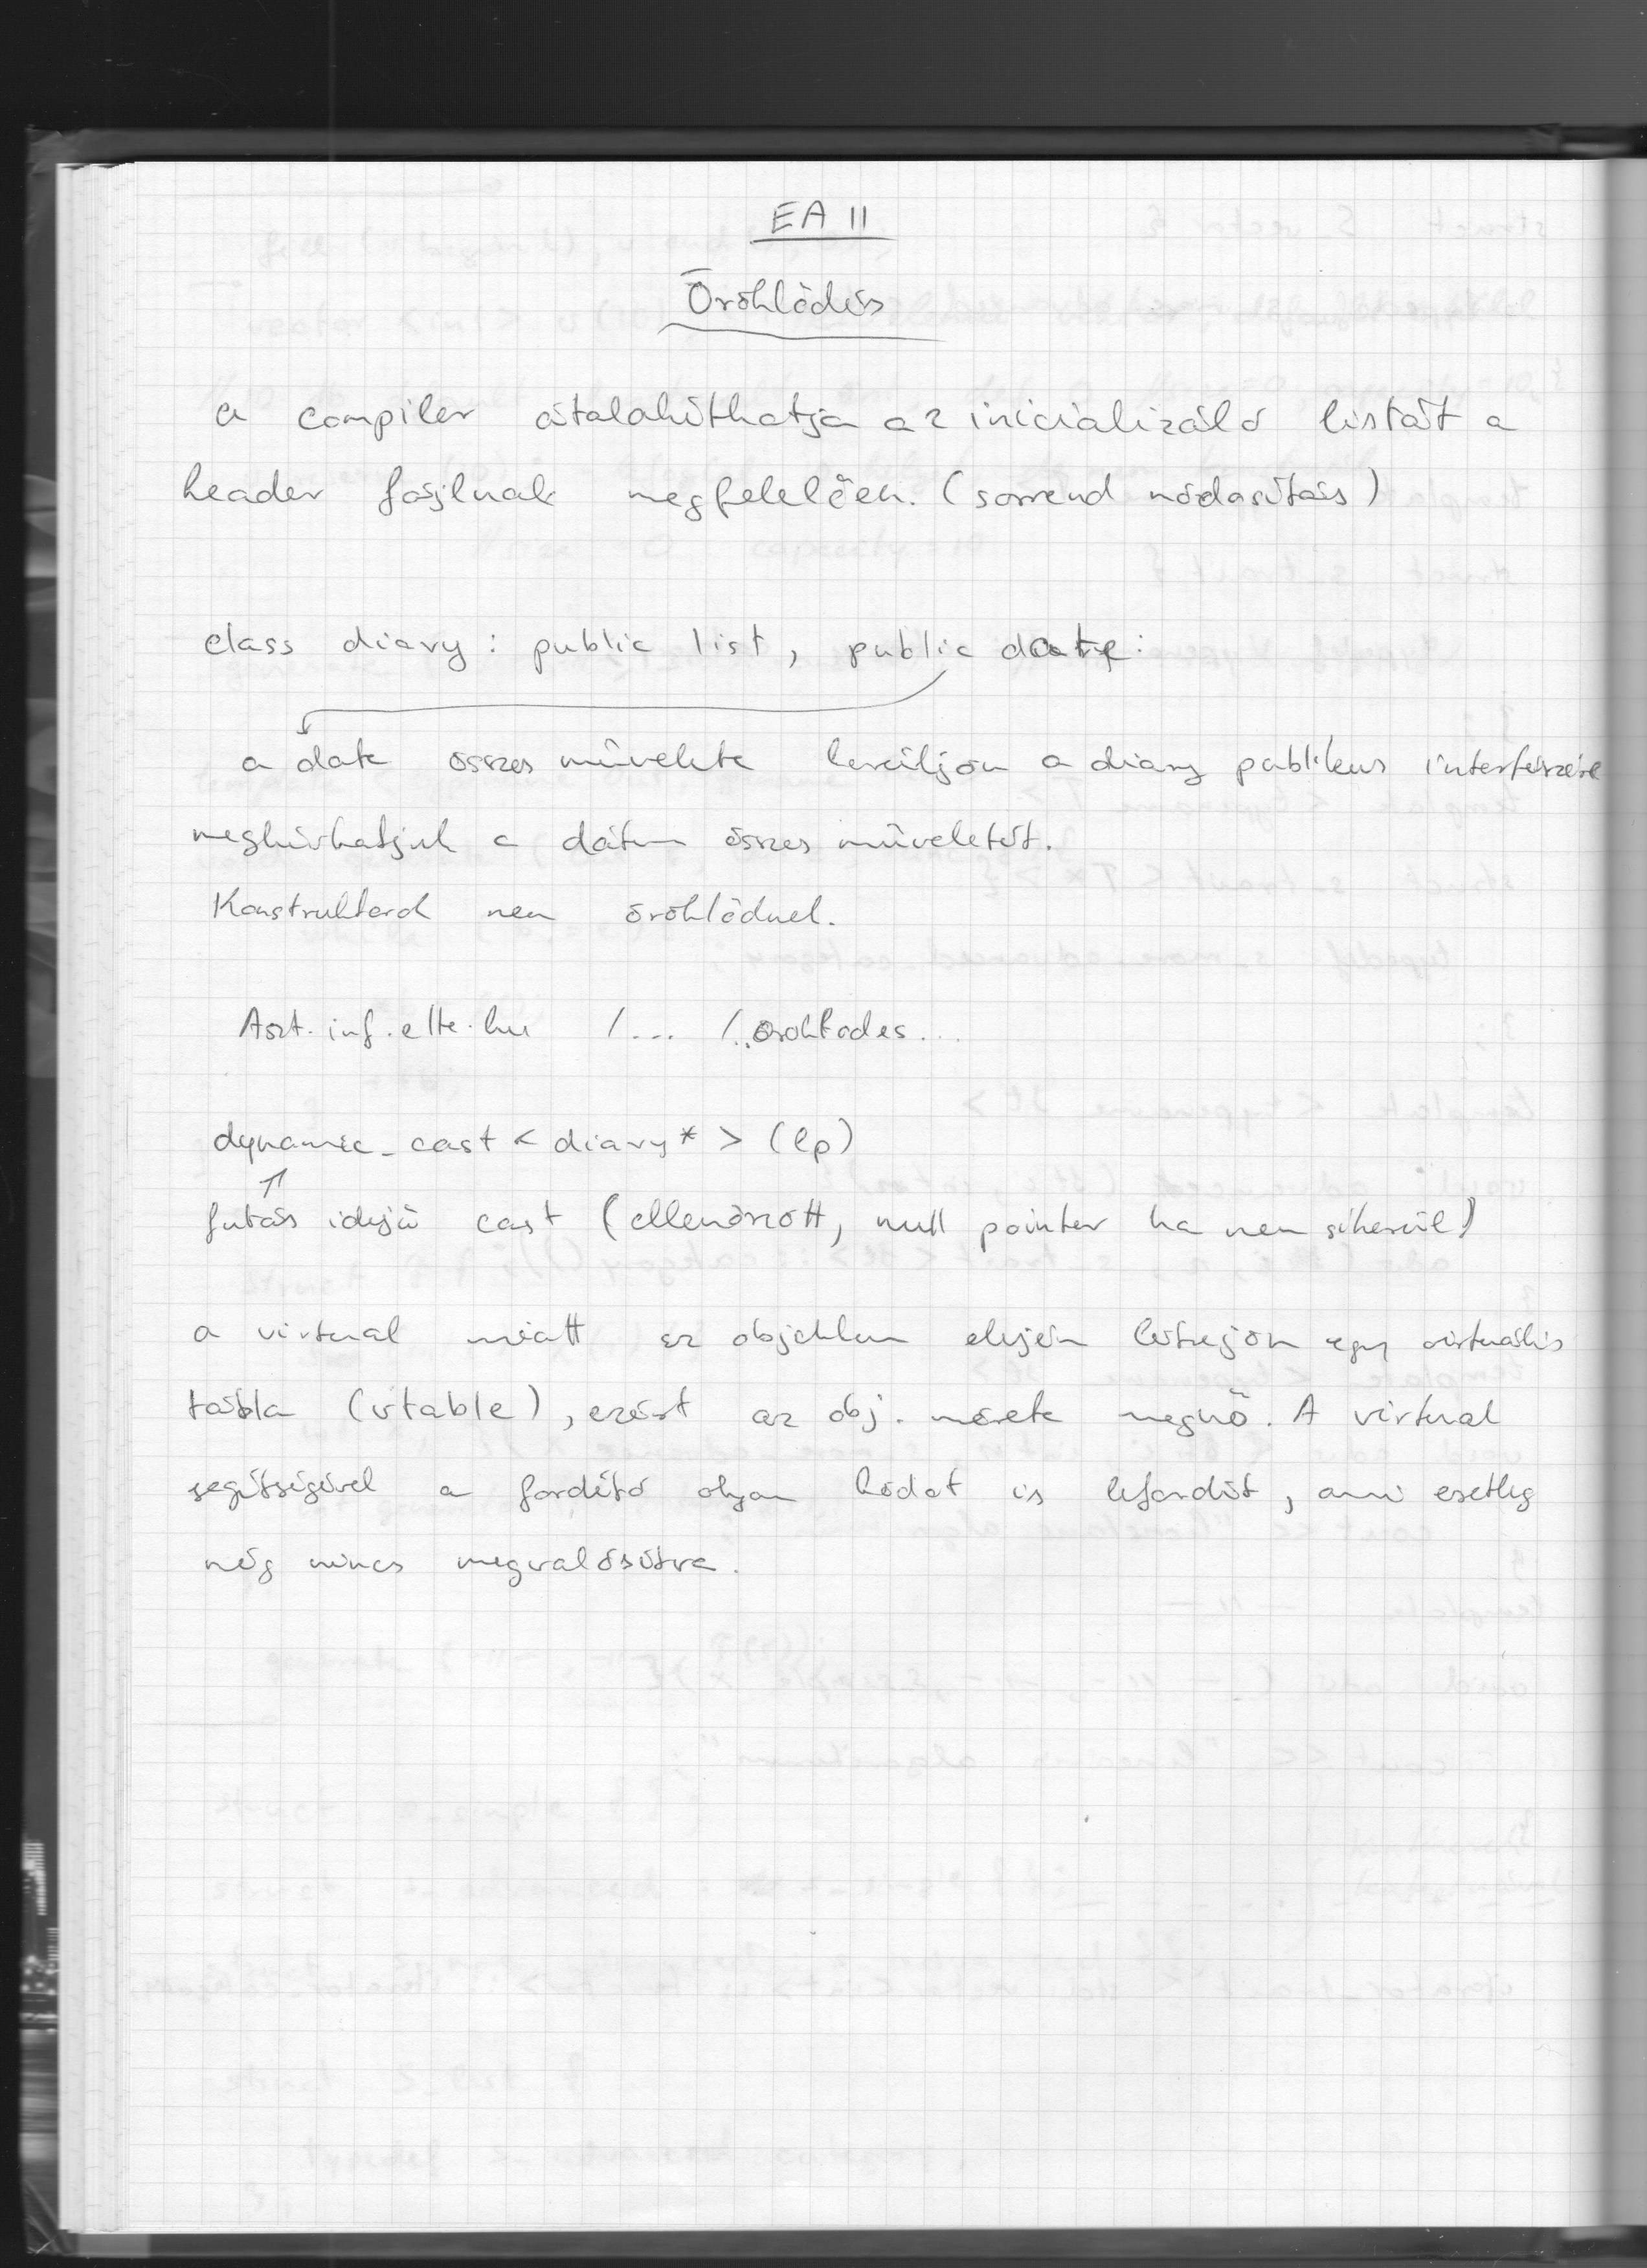 EA 11
Öröklődés
a compiler átalakíthatja az inicializáló listát a
header fájlnak megfelelően. (sorrend módosítás)
class diary : public list, public date :
a date összes művelete kerüljön a diary publikus interfészére
meghívhatjuk a dátum összes műveletét.
Konstruktorok nem öröklődnek.
Aszt.inf.elte.hu /... /..oroklodes...
dynamic_cast < diary* > (lp)
futás idejű cast (ellenőrzött, null pointer ha nem sikerül)
a virtual miatt az objektum elején létrejön egy virtuális
tábla (vtable), ezért az obj. mérete megnő. A virtual
segítségével a fordító olyan kódot is lefordít, ami esetleg
még nincs megvalósítva.